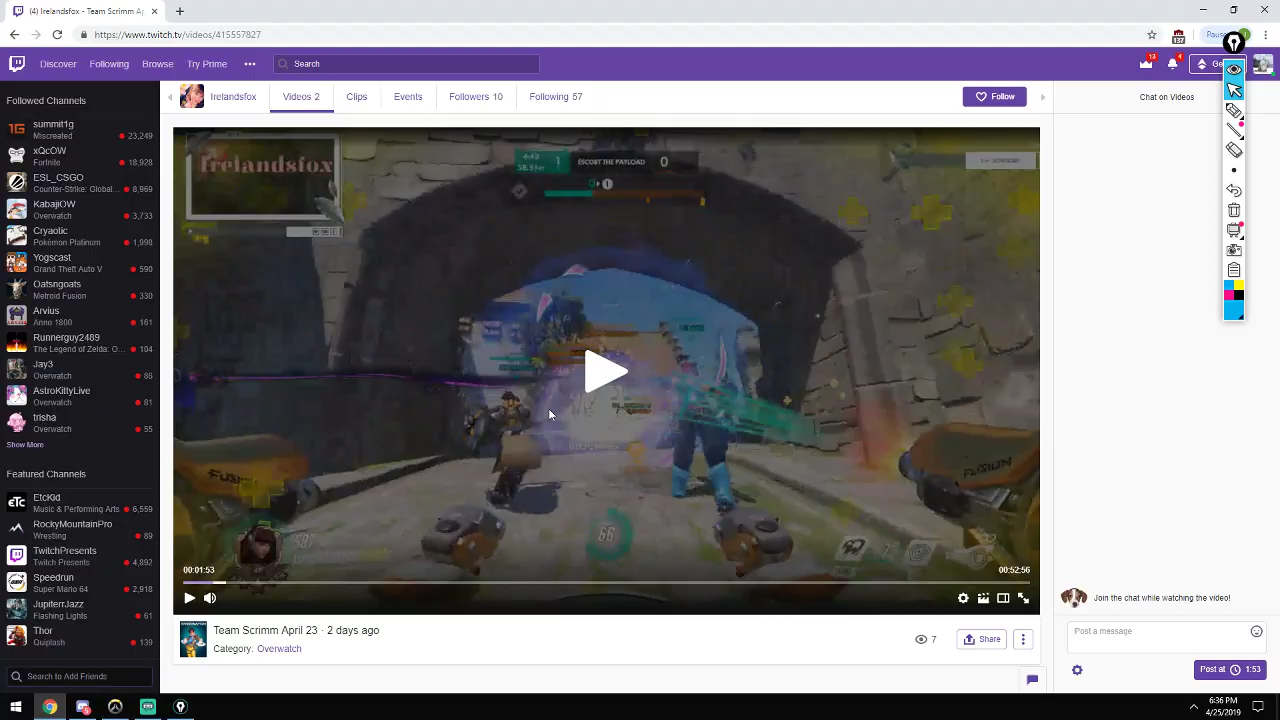 (4) Irelandsfox - Team Scrimm Ap
https://www.twitch.tv/videos/415557827
137
Discover
Following
Browse
Try Prime
Search
13
4
Followed Channels
summit1g
Miscreated
23,249
xQcOW
Fortnite
18,928
ESL_CSGO
Counter-Strike: Global...
8,969
KabajiOW
Overwatch
3,733
Cryaotic
Pokémon Platinum
1,998
Yogscast
Grand Theft Auto V
590
Oatsngoats
Metroid Fusion
330
Arvius
Anno 1800
161
Runnerguy2489
The Legend of Zelda: O...
104
Jay3
Overwatch
86
AstroKittyLive
Overwatch
81
trisha
Overwatch
55
Show More
Featured Channels
EtcKid
Music & Performing Arts
6,559
RockyMountainPro
Wrestling
89
TwitchPresents
Twitch Presents
4,892
Speedrun
Super Mario 64
2,918
JupiterrJazz
Flashing Lights
61
Thor
Quiplash
139
Search to Add Friends
Irelandsfox
Videos 2
Clips
Events
Followers 10
Following 57
Follow
Irelandsfox
1
ESCORT THE PAYLOAD
0
FUSION
FUSION
66
00:01:53
00:52:56
Team Scrimm April 23 · 2 days ago
Category: Overwatch
7
Share
Chat on Videos
Join the chat while watching the video!
Post a message
Post at 1:53
6:36 PM
4/25/2019